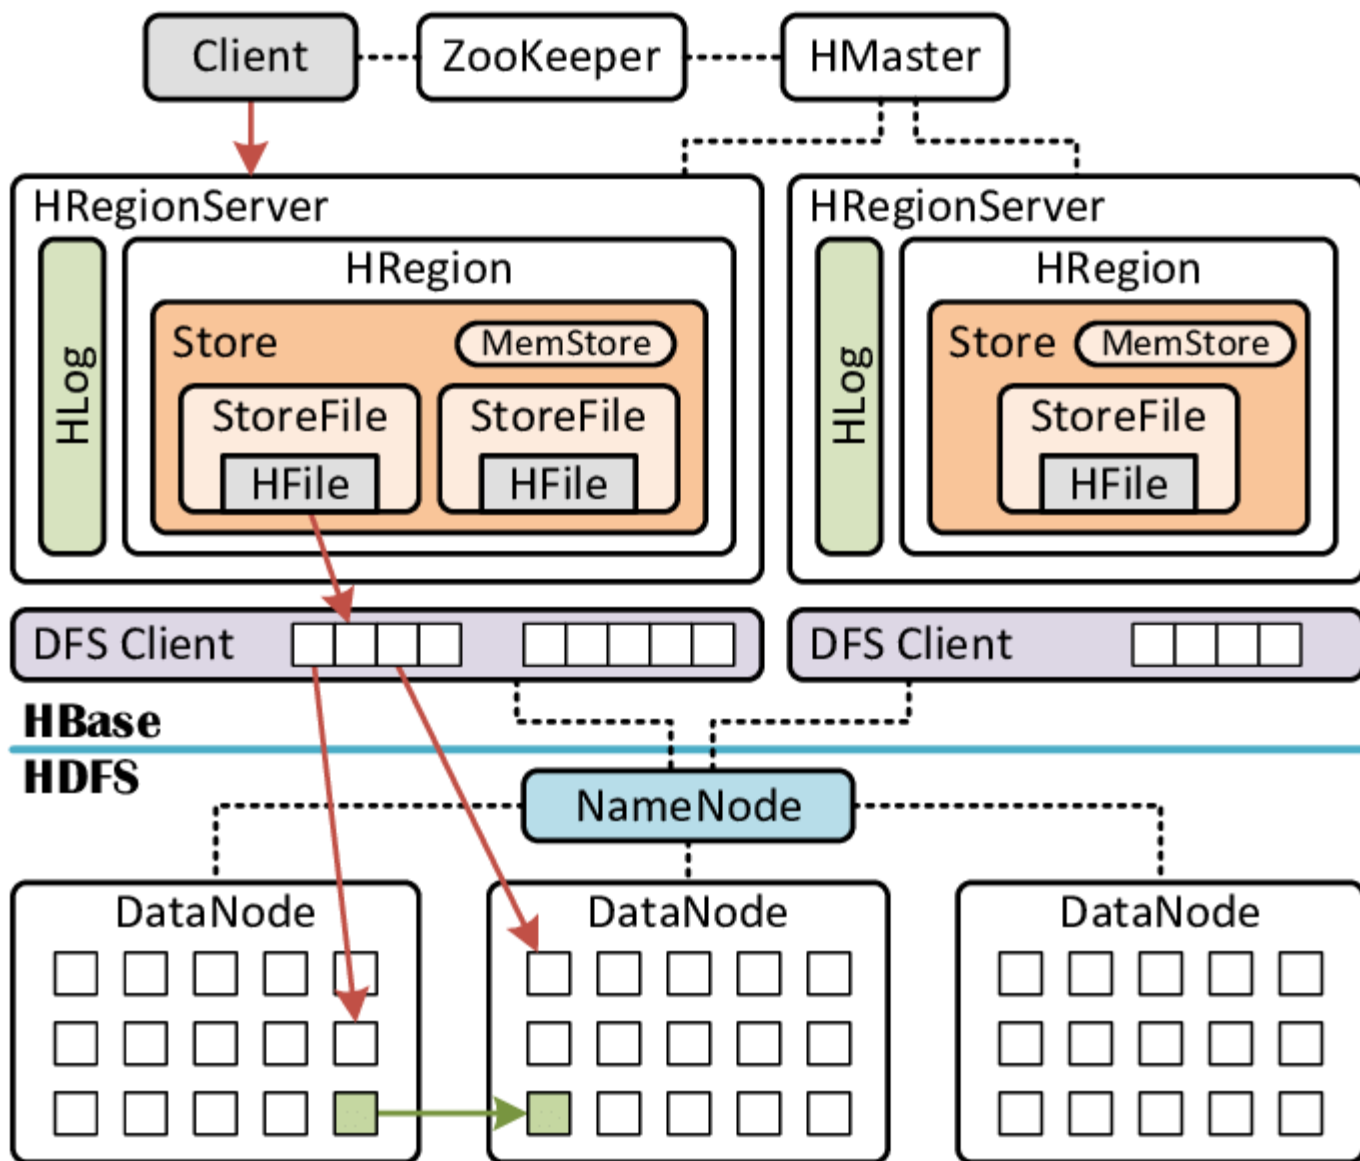 Client
ZooKeeper
HMaster
HRegionServer
HLog
HRegion
Store
MemStore
StoreFile
HFile
StoreFile
HFile
HRegionServer
HLog
HRegion
Store
MemStore
StoreFile
HFile
DFS Client
DFS Client
HBase
HDFS
NameNode
DataNode
DataNode
DataNode